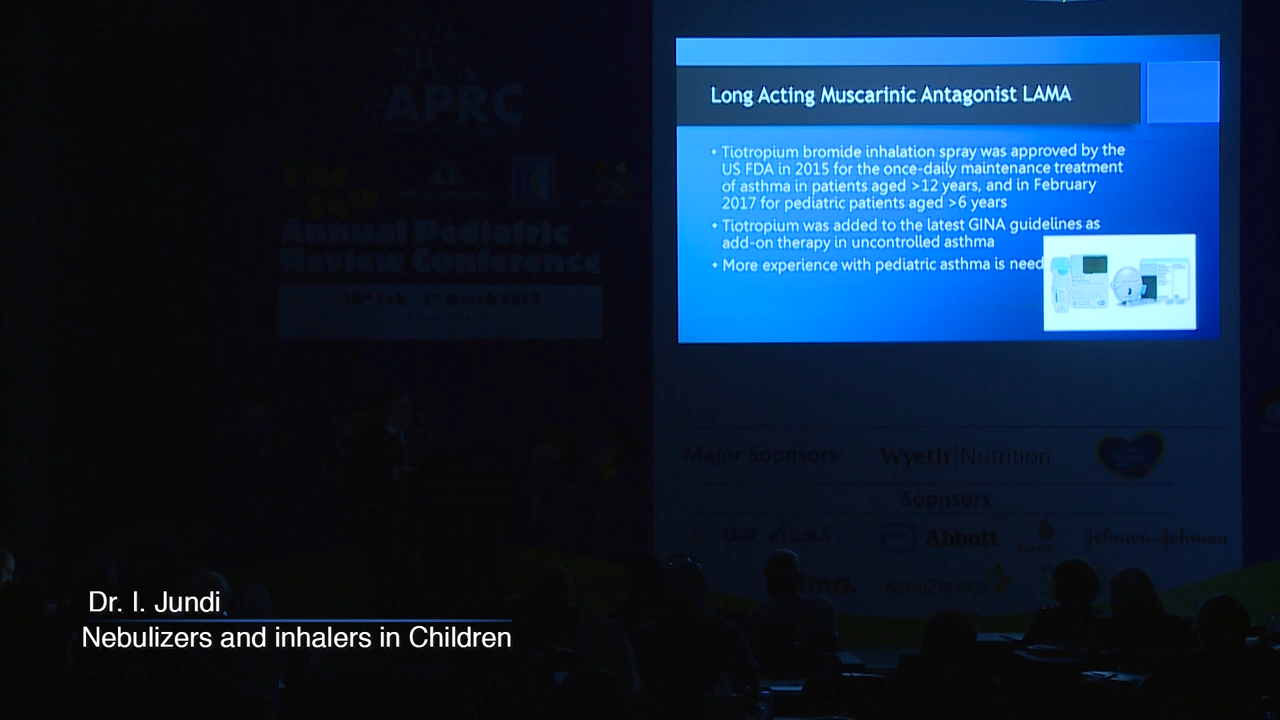 APRC
Annual Pediatric
Review Conference
Long Acting Muscarinic Antagonist LAMA
• Tiotropium bromide inhalation spray was approved by the
US FDA in 2015 for the once-daily maintenance treatment
of asthma in patients aged >12 years, and in February
2017 for pediatric patients aged >6 years
• Tiotropium was added to the latest GINA guidelines as
add-on therapy in uncontrolled asthma
• More experience with pediatric asthma is need
Major Sopnsors
Wyeth|Nutrition
Sopnsors
dar
Abbott
Johnson & Johnson
AstraZeneca
Dr. I. Jundi
Nebulizers and inhalers in Children